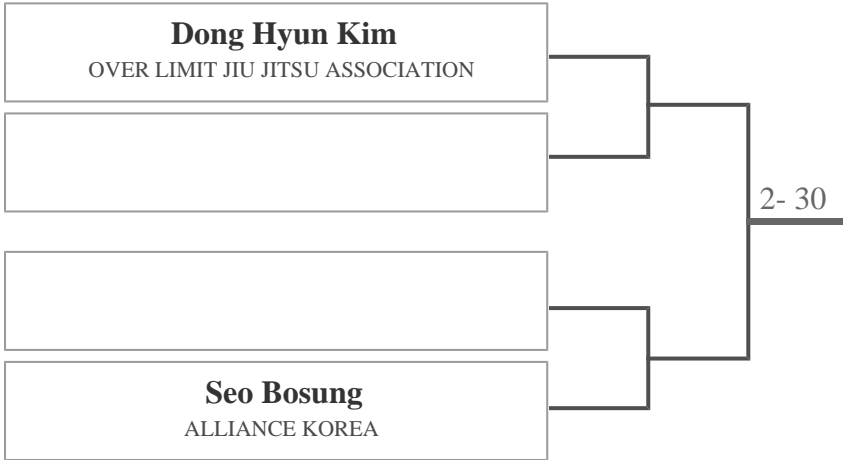 Dong Hyun Kim
OVER LIMIT JIU JITSU ASSOCIATION
2- 30
Seo Bosung
ALLIANCE KOREA